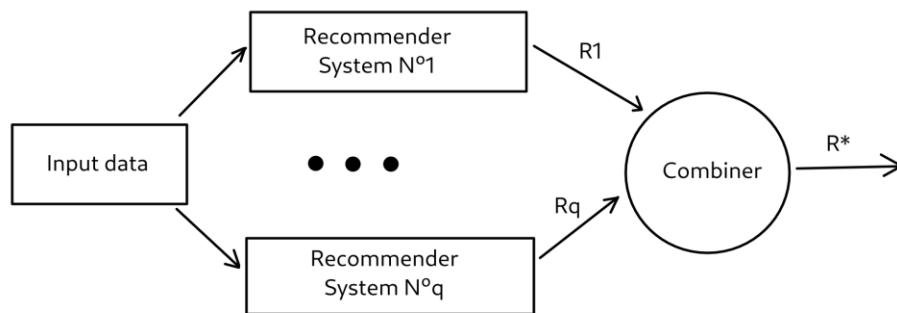 Recommender
System Nº1
R1
Input data
Combiner
R*
Rq
Recommender
System Nºq